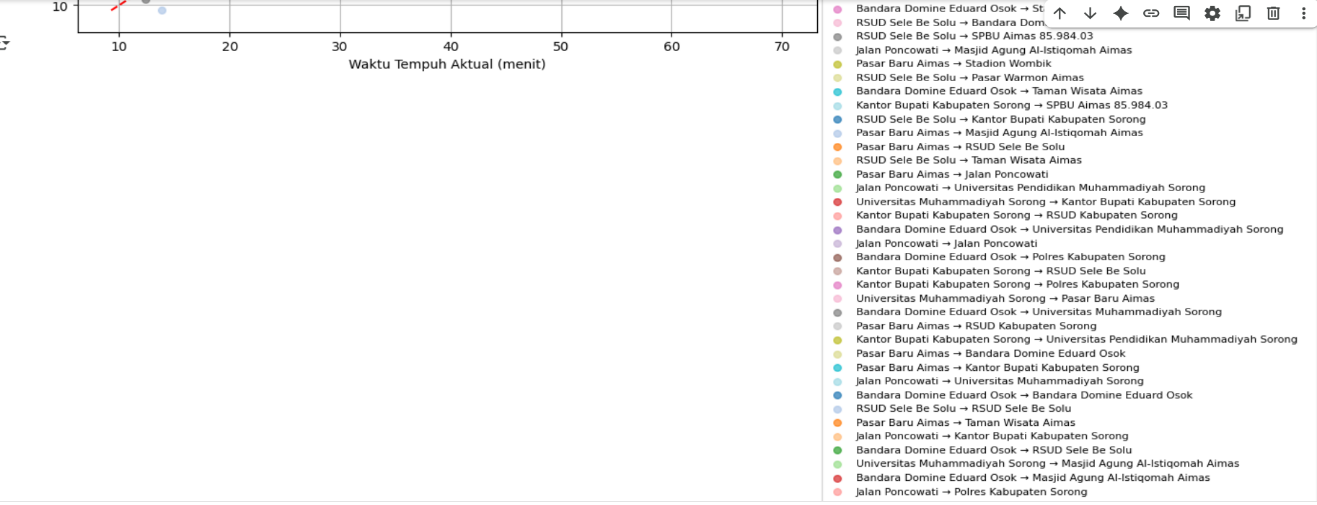 10
10 20 30 40 50 60 70
Waktu Tempuh Aktual (menit)
Bandara Domine Eduard Osok →
RSUD Sele Be Solu → Bandara
RSUD Sele Be Solu → SPBU Aimas 85.984.03
Jalan Poncowati → Masjid Agung Al-Istiqomah Aimas
Pasar Baru Aimas → Stadion Wombik
RSUD Sele Be Solu → Pasar Warmon Aimas
Bandara Domine Eduard Osok → Taman Wisata Aimas
Kantor Bupati Kabupaten Sorong → SPBU Aimas 85.984.03
RSUD Sele Be Solu → Kantor Bupati Kabupaten Sorong
Pasar Baru Aimas → Masjid Agung Al-Istiqomah Aimas
Pasar Baru Aimas → RSUD Sele Be Solu
RSUD Sele Be Solu → Taman Wisata Aimas
Pasar Baru Aimas → Jalan Poncowati
Jalan Poncowati → Universitas Pendidikan Muhammadiyah Sorong
Universitas Muhammadiyah Sorong → Kantor Bupati Kabupaten Sorong
Kantor Bupati Kabupaten Sorong → RSUD Kabupaten Sorong
Bandara Domine Eduard Osok → Universitas Pendidikan Muhammadiyah Sorong
Jalan Poncowati → Jalan Poncowati
Bandara Domine Eduard Osok → Polres Kabupaten Sorong
Kantor Bupati Kabupaten Sorong → RSUD Sele Be Solu
Kantor Bupati Kabupaten Sorong → Polres Kabupaten Sorong
Universitas Muhammadiyah Sorong → Pasar Baru Aimas
Bandara Domine Eduard Osok → Universitas Muhammadiyah Sorong
Pasar Baru Aimas → RSUD Kabupaten Sorong
Kantor Bupati Kabupaten Sorong → Universitas Pendidikan Muhammadiyah Sorong
Pasar Baru Aimas → Bandara Domine Eduard Osok
Pasar Baru Aimas → Kantor Bupati Kabupaten Sorong
Jalan Poncowati → Universitas Muhammadiyah Sorong
Bandara Domine Eduard Osok → Bandara Domine Eduard Osok
RSUD Sele Be Solu → RSUD Sele Be Solu
Pasar Baru Aimas → Taman Wisata Aimas
Jalan Poncowati → Kantor Bupati Kabupaten Sorong
Bandara Domine Eduard Osok → RSUD Sele Be Solu
Universitas Muhammadiyah Sorong → Masjid Agung Al-Istiqomah Aimas
Bandara Domine Eduard Osok → Masjid Agung Al-Istiqomah Aimas
Jalan Poncowati → Polres Kabupaten Sorong